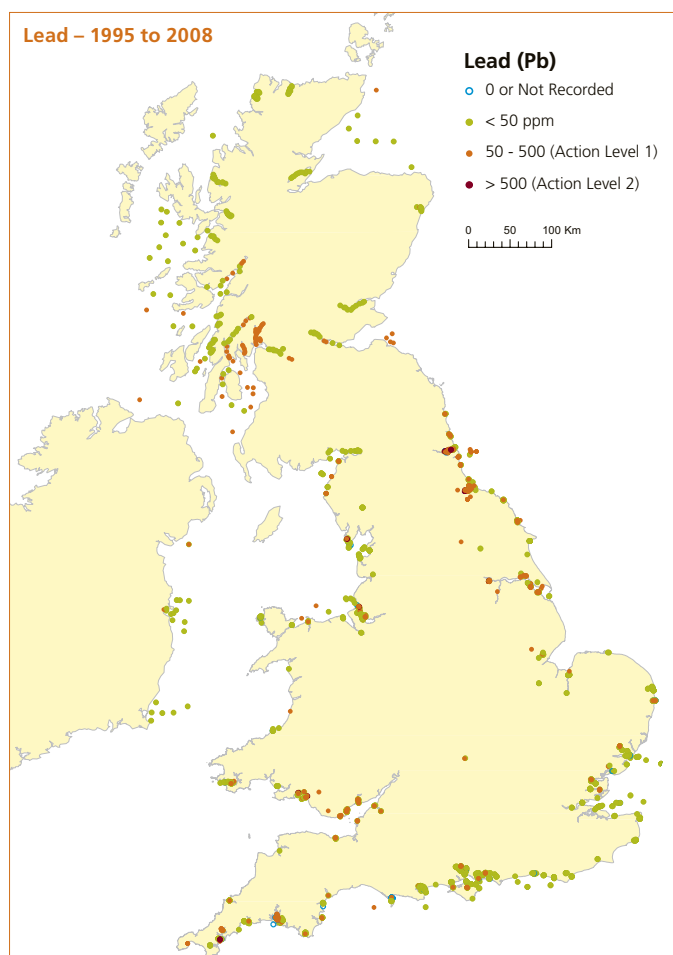 Lead – 1995 to 2008
Lead (Pb)
0 or Not Recorded
< 50 ppm
50 - 500 (Action Level 1)
> 500 (Action Level 2)
0 50 100 Km